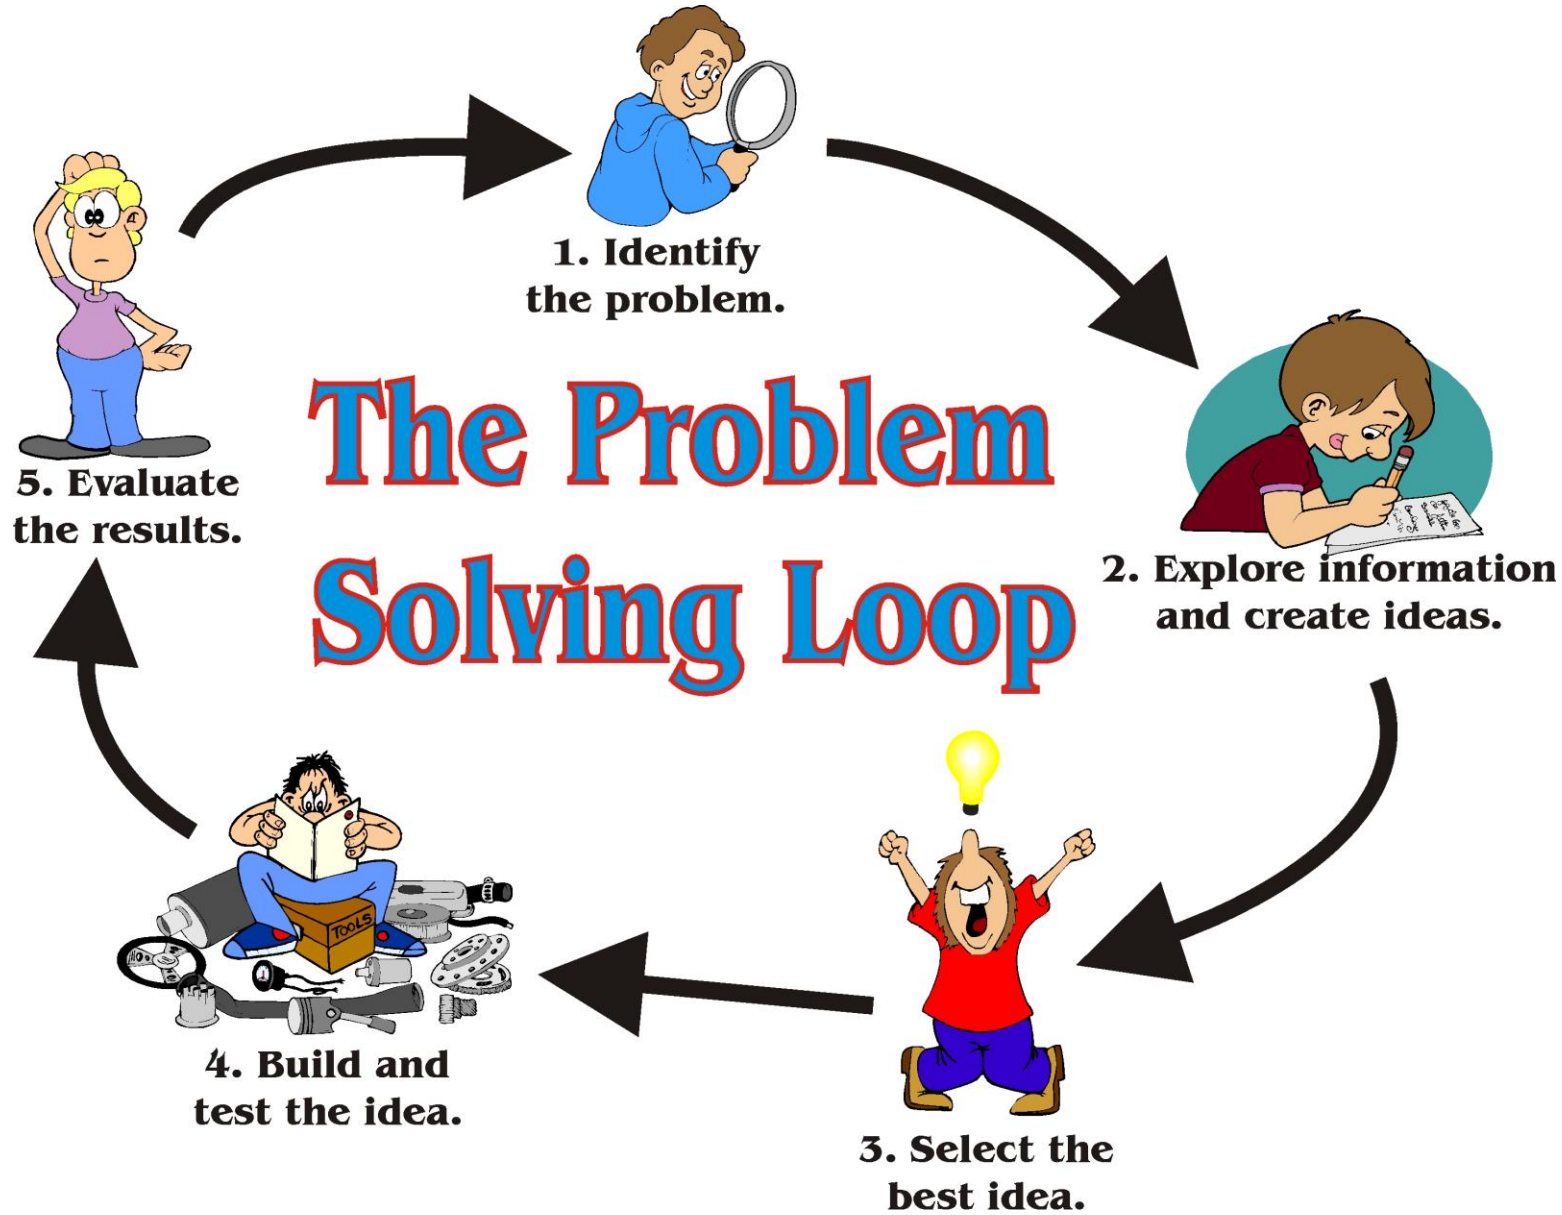 1. Identify
the problem.
The Problem
Solving Loop
2. Explore information
and create ideas.
3. Select the
best idea.
TOOLS
4. Build and
test the idea.
5. Evaluate
the results.